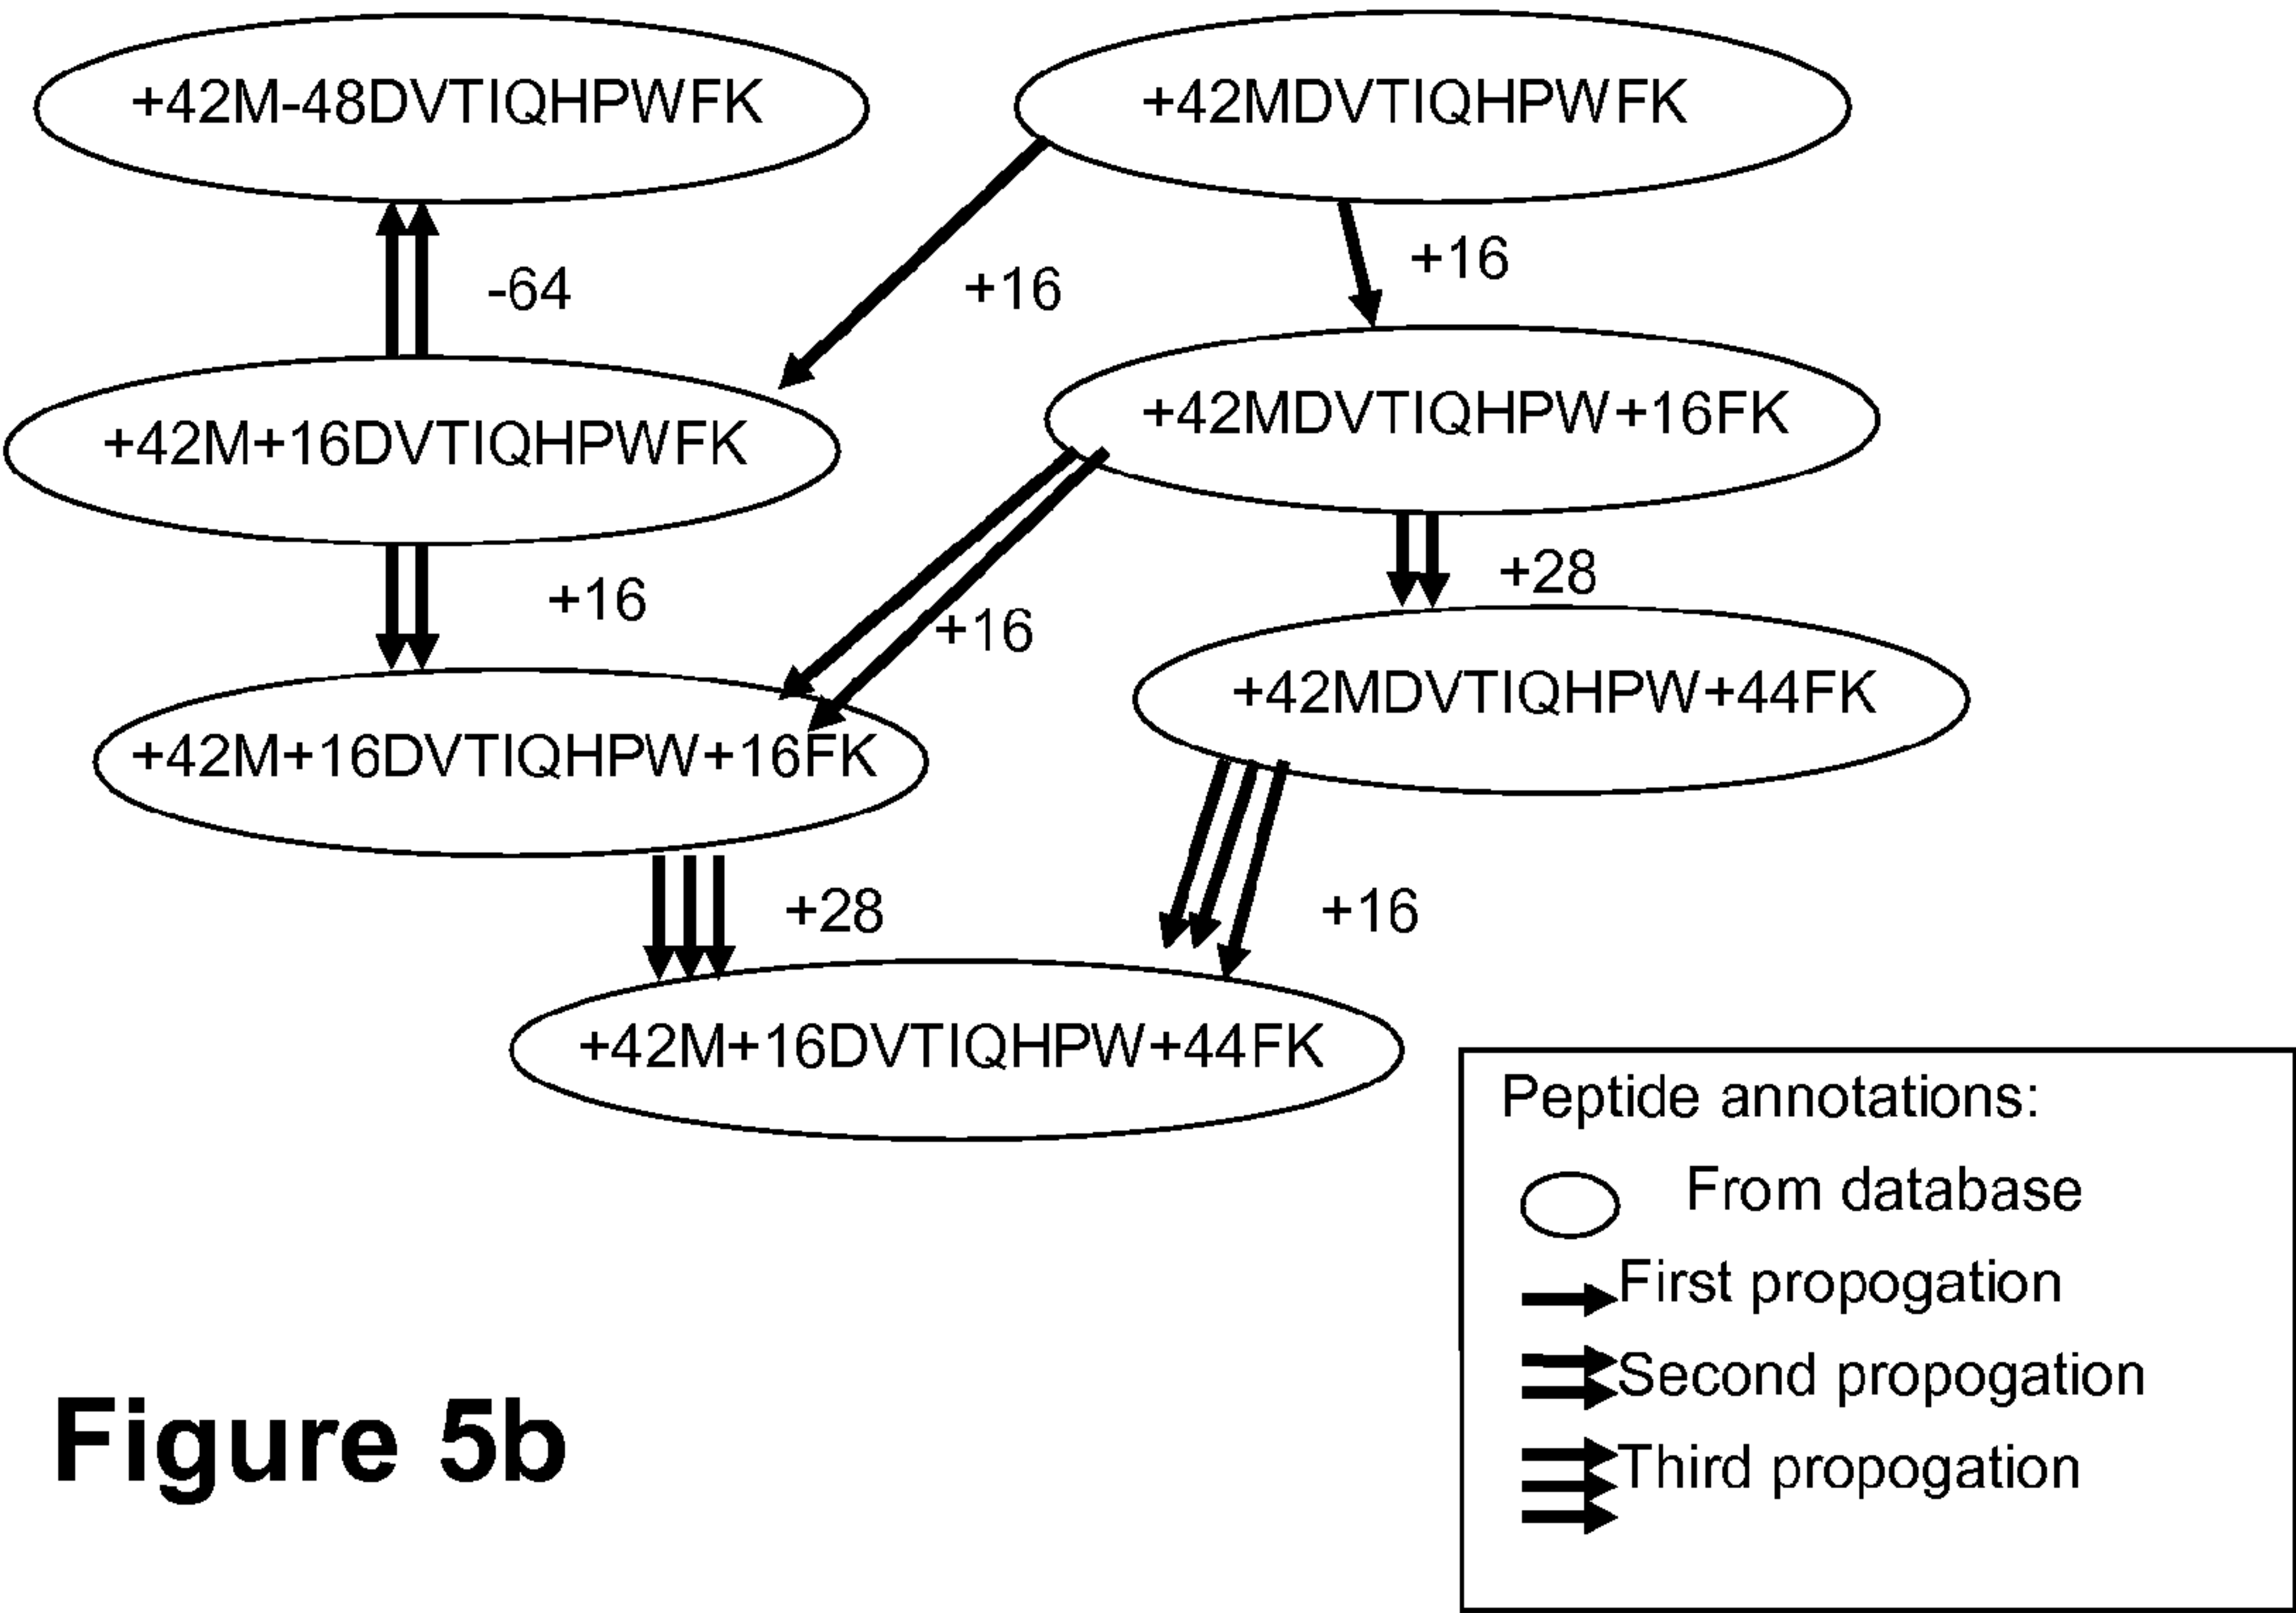 +42M-48DVTIQHPWFK
+42MDVTIQHPWFK
-64
+16
+16
+42M+16DVTIQHPWFK
+42MDVTIQHPW+16FK
+16
+16
+28
+42M+16DVTIQHPW+16FK
+42MDVTIQHPW+44FK
+28
+16
+42M+16DVTIQHPW+44FK
Peptide annotations:
From database
First propogation
Second propogation
Third propogation
Figure 5b